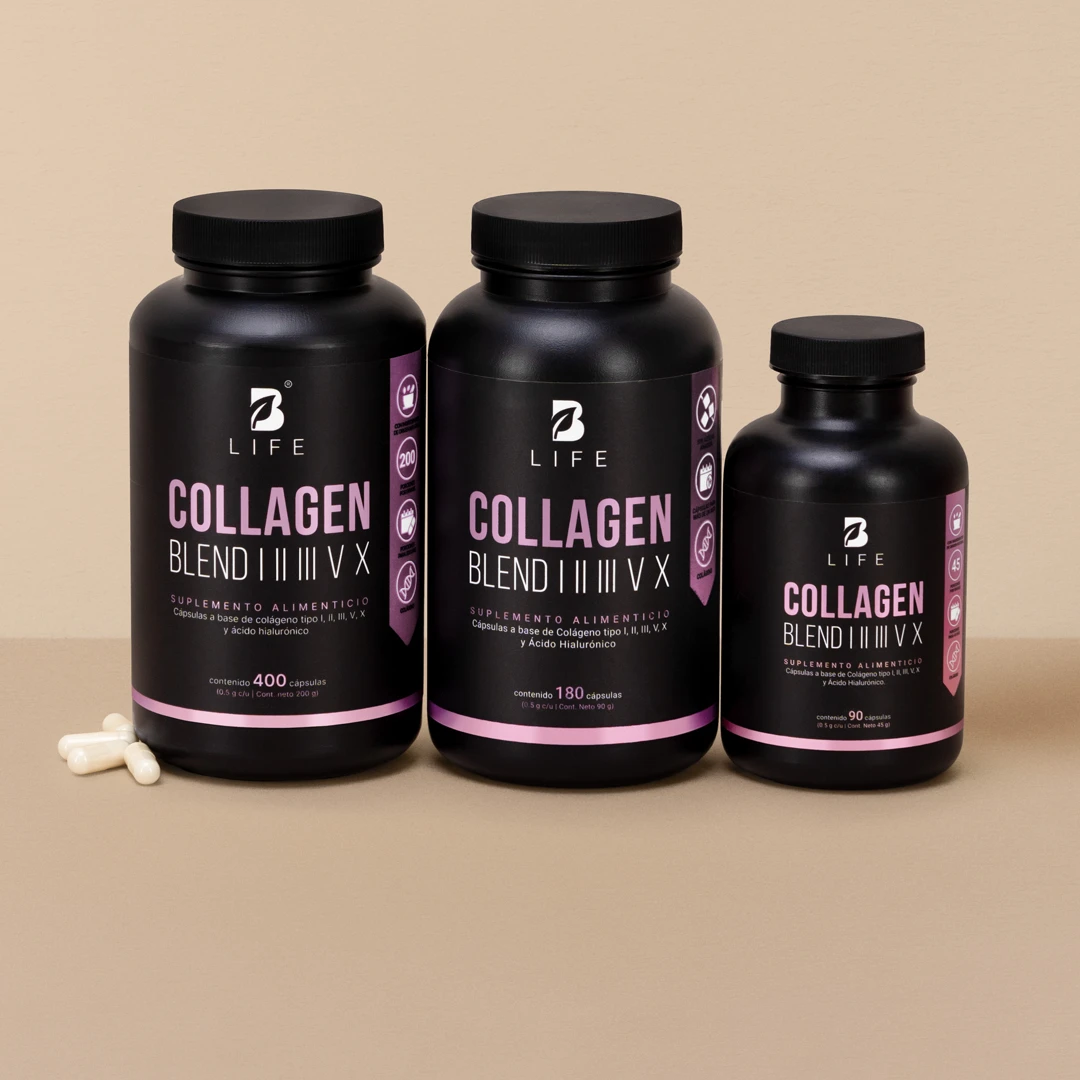 B
®
LIFE
COLLAGEN
BLEND I II III V X
SUPLEMENTO ALIMENTICIO
Cápsulas a base de colágeno tipo I, II, III, V, X
y ácido hialurónico
contenido 400 cápsulas
(0.5 g c/u | Cont. neto 200 g)
200
B
LIFE
COLLAGEN
BLEND I II III V X
SUPLEMENTO ALIMENTICIO
Cápsulas a base de Colágeno tipo I, II, III, V, X
y Ácido Hialurónico
contenido 180 cápsulas
(0.5 g c/u | Cont. Neto 90 g)
COLÁGENO
B
LIFE
COLLAGEN
BLEND I II III V X
SUPLEMENTO ALIMENTICIO
Cápsulas a base de Colágeno tipo I, II, III, V, X
y Ácido Hialurónico.
contenido 90 cápsulas
(0.5 g c/u | Cont. Neto 45 g)
45